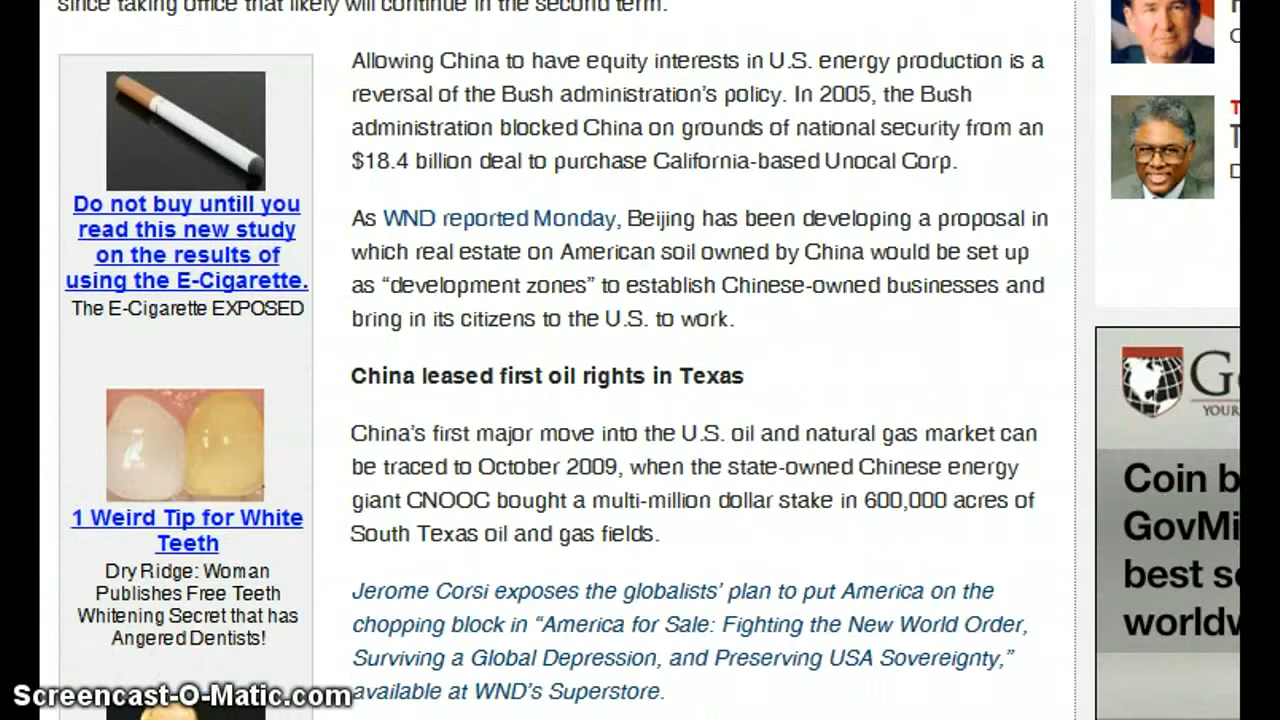 since taking office that likely will continue in the second term.
Do not buy untill you
read this new study
on the results of
using the E-Cigarette.
The E-Cigarette EXPOSED
1 Weird Tip for White
Teeth
Dry Ridge: Woman
Publishes Free Teeth
Whitening Secret that has
Angered Dentists!
Allowing China to have equity interests in U.S. energy production is a
reversal of the Bush administration’s policy. In 2005, the Bush
administration blocked China on grounds of national security from an
$18.4 billion deal to purchase California-based Unocal Corp.
As WND reported Monday, Beijing has been developing a proposal in
which real estate on American soil owned by China would be set up
as “development zones” to establish Chinese-owned businesses and
bring in its citizens to the U.S. to work.
China leased first oil rights in Texas
China’s first major move into the U.S. oil and natural gas market can
be traced to October 2009, when the state-owned Chinese energy
giant CNOOC bought a multi-million dollar stake in 600,000 acres of
South Texas oil and gas fields.
Jerome Corsi exposes the globalists’ plan to put America on the
chopping block in “America for Sale: Fighting the New World Order,
Surviving a Global Depression, and Preserving USA Sovereignty,”
available at WND’s Superstore.
YOUR
Coin b
GovMi
best s
worldw
Screencast-O-Matic.com